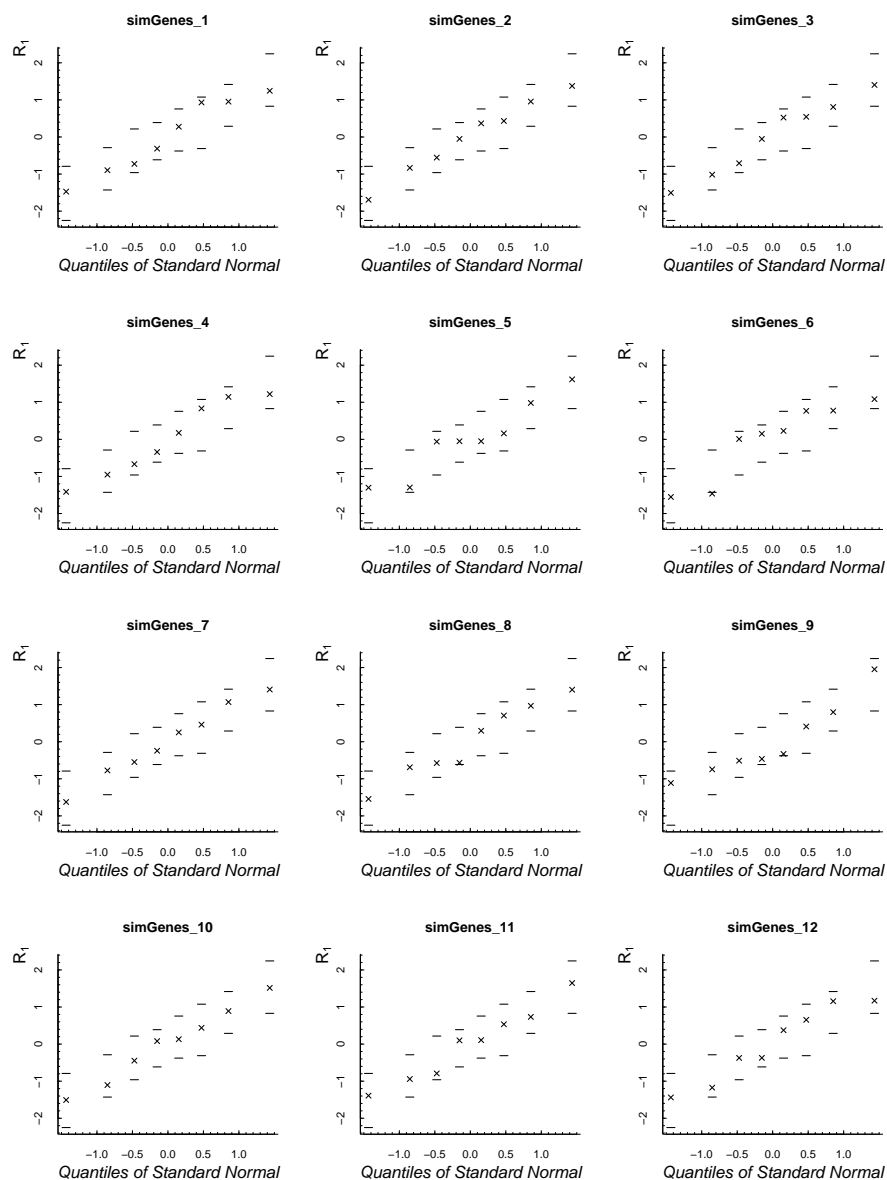 simGenes_1 simGenes_2 simGenes_3
R1 R1 R1
2 2 2
1 1 1
0 0 0
−1 −1 −1
−2 −2 −2
−1.0 −0.5 0.0 0.5 1.0 −1.0 −0.5 0.0 0.5 1.0 −1.0 −0.5 0.0 0.5 1.0
Quantiles of Standard Normal Quantiles of Standard Normal Quantiles of Standard Normal
simGenes_4 simGenes_5 simGenes_6
R1 R1 R1
2 2 2
1 1 1
0 0 0
−1 −1 −1
−2 −2 −2
−1.0 −0.5 0.0 0.5 1.0 −1.0 −0.5 0.0 0.5 1.0 −1.0 −0.5 0.0 0.5 1.0
Quantiles of Standard Normal Quantiles of Standard Normal Quantiles of Standard Normal
simGenes_7 simGenes_8 simGenes_9
R1 R1 R1
2 2 2
1 1 1
0 0 0
−1 −1 −1
−2 −2 −2
−1.0 −0.5 0.0 0.5 1.0 −1.0 −0.5 0.0 0.5 1.0 −1.0 −0.5 0.0 0.5 1.0
Quantiles of Standard Normal Quantiles of Standard Normal Quantiles of Standard Normal
simGenes_10 simGenes_11 simGenes_12
R1 R1 R1
2 2 2
1 1 1
0 0 0
−1 −1 −1
−2 −2 −2
−1.0 −0.5 0.0 0.5 1.0 −1.0 −0.5 0.0 0.5 1.0 −1.0 −0.5 0.0 0.5 1.0
Quantiles of Standard Normal Quantiles of Standard Normal Quantiles of Standard Normal